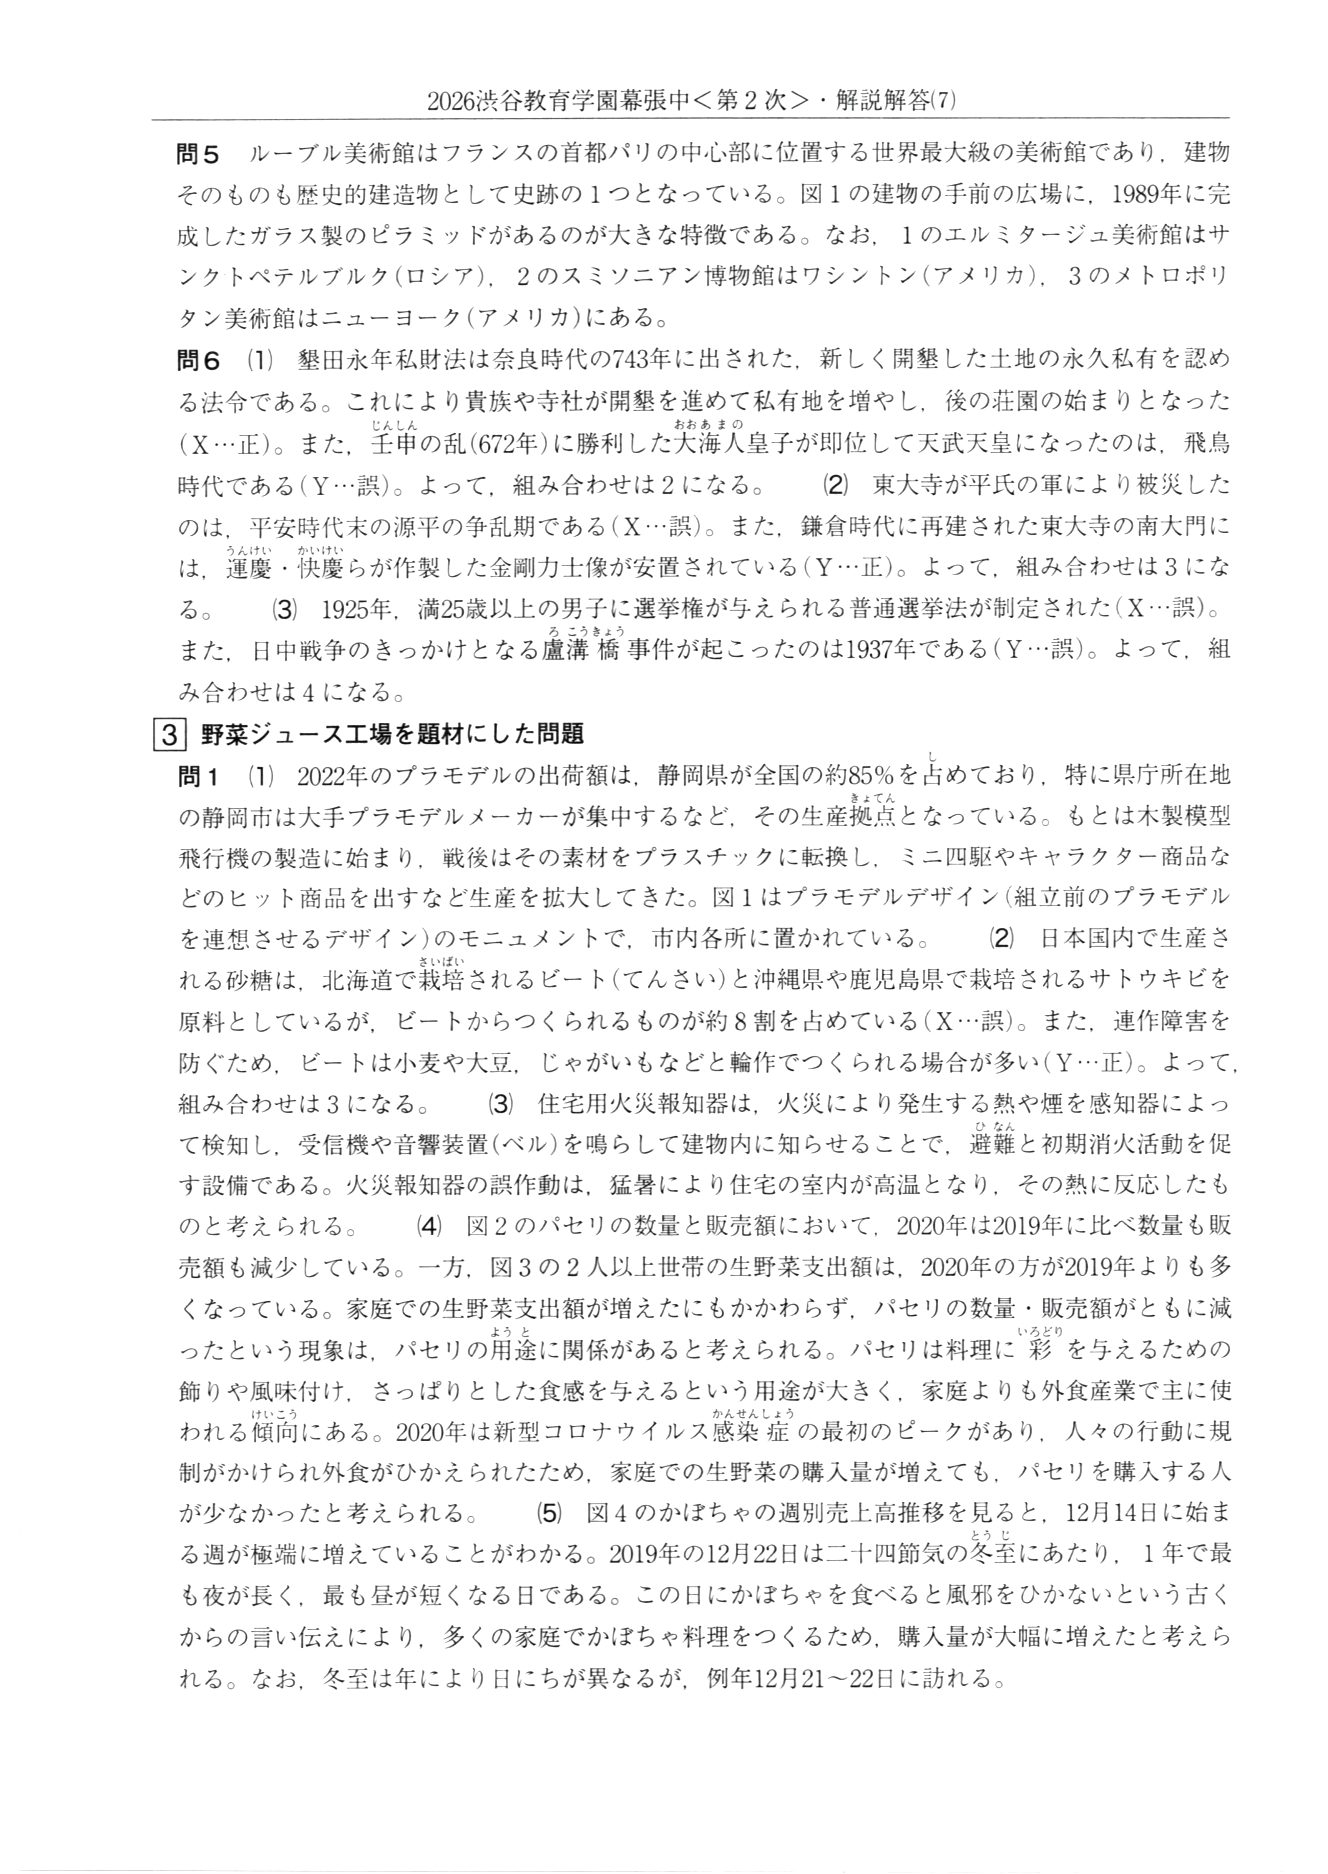 2026渋谷教育学園幕張中＜第２次＞・解説解答(7)
問５　ルーブル美術館はフランスの首都パリの中心部に位置する世界最大級の美術館であり，建物
そのものも歴史的建造物として史跡の１つとなっている。図１の建物の手前の広場に，1989年に完
成したガラス製のピラミッドがあるのが大きな特徴である。なお，１のエルミタージュ美術館はサ
ンクトペテルブルク(ロシア)，２のスミソニアン博物館はワシントン(アメリカ)，３のメトロポリ
タン美術館はニューヨーク(アメリカ)にある。
問６　(1)　墾田永年私財法は奈良時代の743年に出された，新しく開墾した土地の永久私有を認め
る法令である。これにより貴族や寺社が開墾を進めて私有地を増やし，後の荘園の始まりとなった
じんしん　おおあまの
(Ｘ…正)。また，壬申の乱(672年)に勝利した大海人皇子が即位して天武天皇になったのは，飛鳥
時代である(Ｙ…誤)。よって，組み合わせは２になる。　(2)　東大寺が平氏の軍により被災した
のは，平安時代末の源平の争乱期である(Ｘ…誤)。また，鎌倉時代に再建された東大寺の南大門に
うんけい　かいけい
は，運慶・快慶らが作製した金剛力士像が安置されている(Ｙ…正)。よって，組み合わせは３にな
る。　(3)　1925年，満25歳以上の男子に選挙権が与えられる普通選挙法が制定された(Ｘ…誤)。
ろこうきょう
また，日中戦争のきっかけとなる盧溝橋事件が起こったのは1937年である(Ｙ…誤)。よって，組
み合わせは４になる。
３　野菜ジュース工場を題材にした問題
し
問１　(1)　2022年のプラモデルの出荷額は，静岡県が全国の約85％を占めており，特に県庁所在地
きょてん
の静岡市は大手プラモデルメーカーが集中するなど，その生産拠点となっている。もとは木製模型
飛行機の製造に始まり，戦後はその素材をプラスチックに転換し，ミニ四駆やキャラクター商品な
どのヒット商品を出すなど生産を拡大してきた。図１はプラモデルデザイン(組立前のプラモデル
を連想させるデザイン)のモニュメントで，市内各所に置かれている。　(2)　日本国内で生産さ
さいばい
れる砂糖は，北海道で栽培されるビート(てんさい)と沖縄県や鹿児島県で栽培されるサトウキビを
原料としているが，ビートからつくられるものが約８割を占めている(Ｘ…誤)。また，連作障害を
防ぐため，ビートは小麦や大豆，じゃがいもなどと輪作でつくられる場合が多い(Ｙ…正)。よって，
組み合わせは３になる。　(3)　住宅用火災報知器は，火災により発生する熱や煙を感知器によっ
ひなん
て検知し，受信機や音響装置(ベル)を鳴らして建物内に知らせることで，避難と初期消火活動を促
す設備である。火災報知器の誤作動は，猛暑により住宅の室内が高温となり，その熱に反応したも
のと考えられる。　(4)　図２のパセリの数量と販売額において，2020年は2019年に比べ数量も販
売額も減少している。一方，図３の２人以上世帯の生野菜支出額は，2020年の方が2019年よりも多
くなっている。家庭での生野菜支出額が増えたにもかかわらず，パセリの数量・販売額がともに減
ようと　いろどり
ったという現象は，パセリの用途に関係があると考えられる。パセリは料理に彩を与えるための
飾りや風味付け，さっぱりとした食感を与えるという用途が大きく，家庭よりも外食産業で主に使
けいこう　かんせんしょう
われる傾向にある。2020年は新型コロナウイルス感染症の最初のピークがあり，人々の行動に規
制がかけられ外食がひかえられたため，家庭での生野菜の購入量が増えても，パセリを購入する人
が少なかったと考えられる。　(5)　図４のかぼちゃの週別売上高推移を見ると，12月14日に始ま
とうじ
る週が極端に増えていることがわかる。2019年の12月22日は二十四節気の冬至にあたり，１年で最
も夜が長く，最も昼が短くなる日である。この日にかぼちゃを食べると風邪をひかないという古く
からの言い伝えにより，多くの家庭でかぼちゃ料理をつくるため，購入量が大幅に増えたと考えら
れる。なお，冬至は年により日にちが異なるが，例年12月21～22日に訪れる。